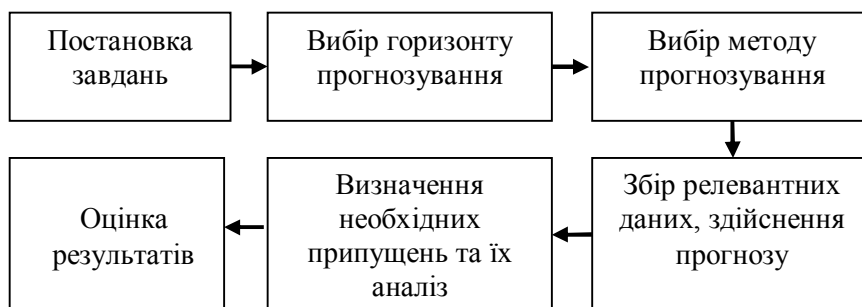 Постановка
завдань
Вибір горизонту
прогнозування
Вибір методу
прогнозування
Збір релевантних
даних, здійснення
прогнозу
Визначення
необхідних
припущень та їх
аналіз
Оцінка
результатів